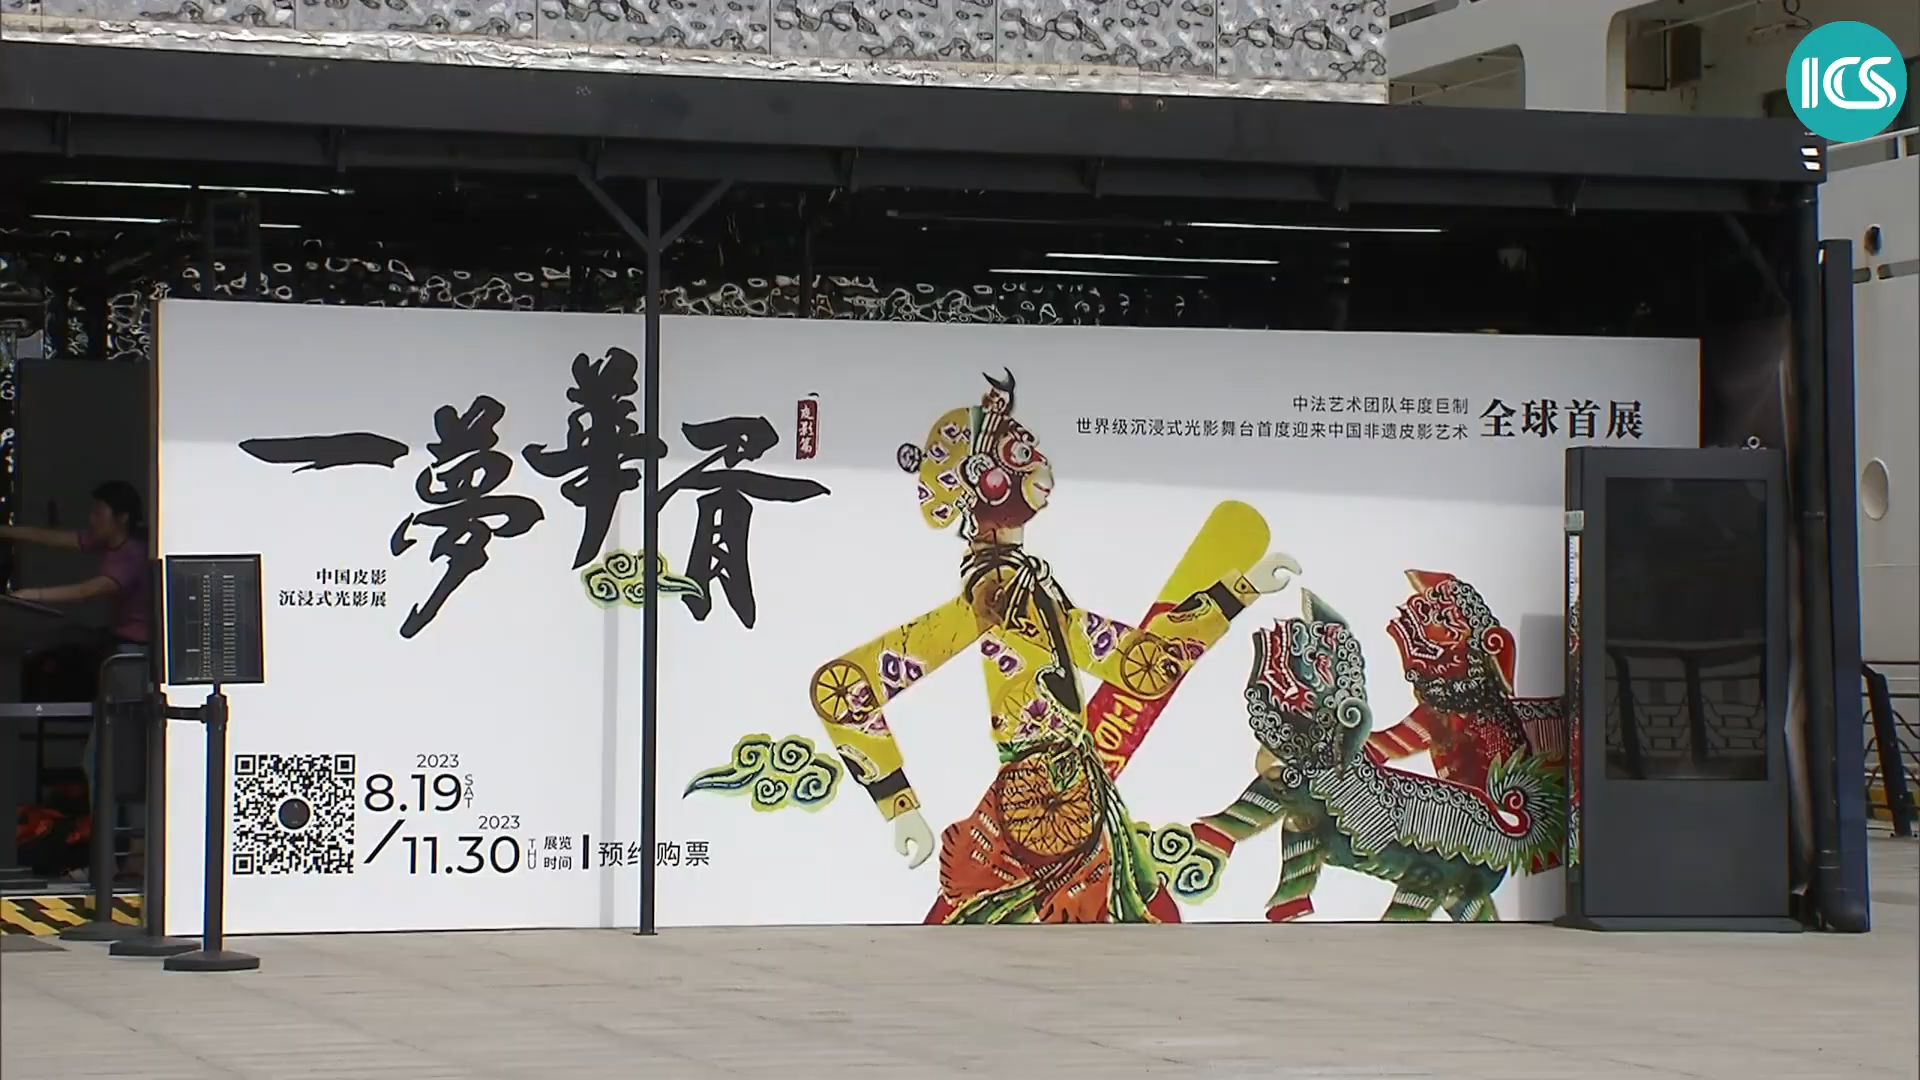 ICS
一夢華胥
皮影篇
中国皮影
沉浸式光影展
中法艺术团队年度巨制
世界级沉浸式光影舞台首度迎来中国非遗皮影艺术
全球首展
2023
8.19 SAT
/
2023
11.30 THU
展览
时间
预约购票